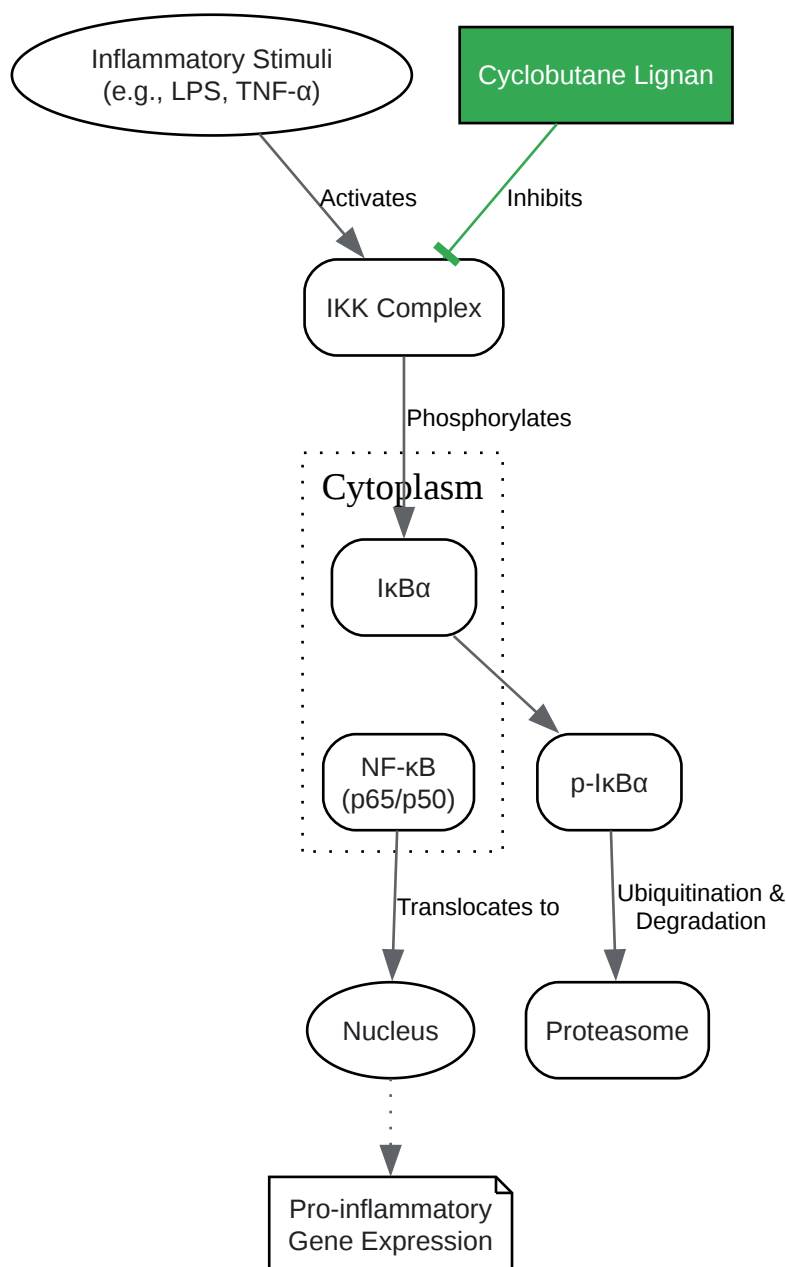 Inflammatory Stimuli
(e.g., LPS, TNF-α)
Cyclobutane Lignan
Activates
Inhibits
IKK Complex
Phosphorylates
Cytoplasm
IκBα
NF-κB
(p65/p50)
p-IκBα
Translocates to
Ubiquitination &
Degradation
Nucleus
Proteasome
Pro-inflammatory
Gene Expression